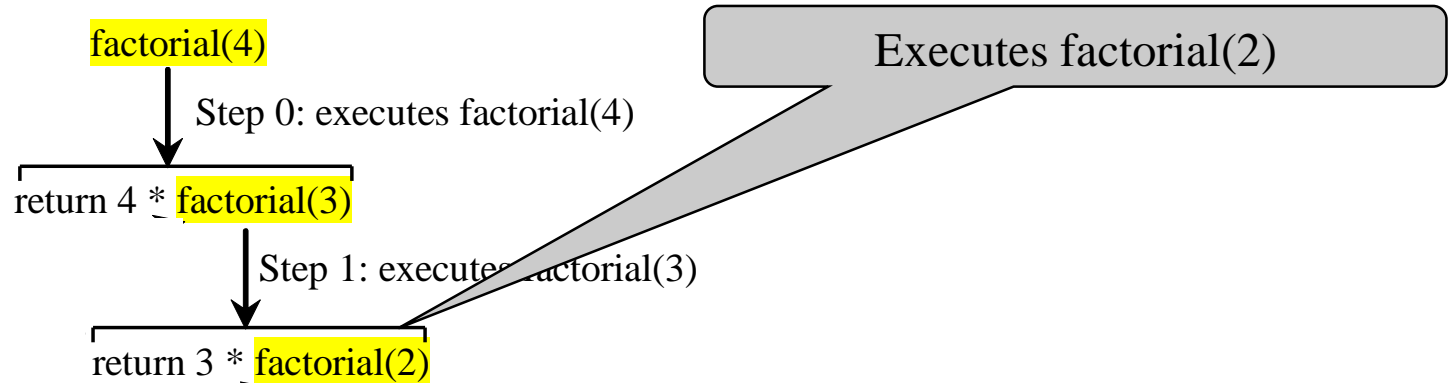 factorial(4)
Executes factorial(2)
Step 0: executes factorial(4)
return 4 * factorial(3)
Step 1: executes factorial(3)
return 3 * factorial(2)